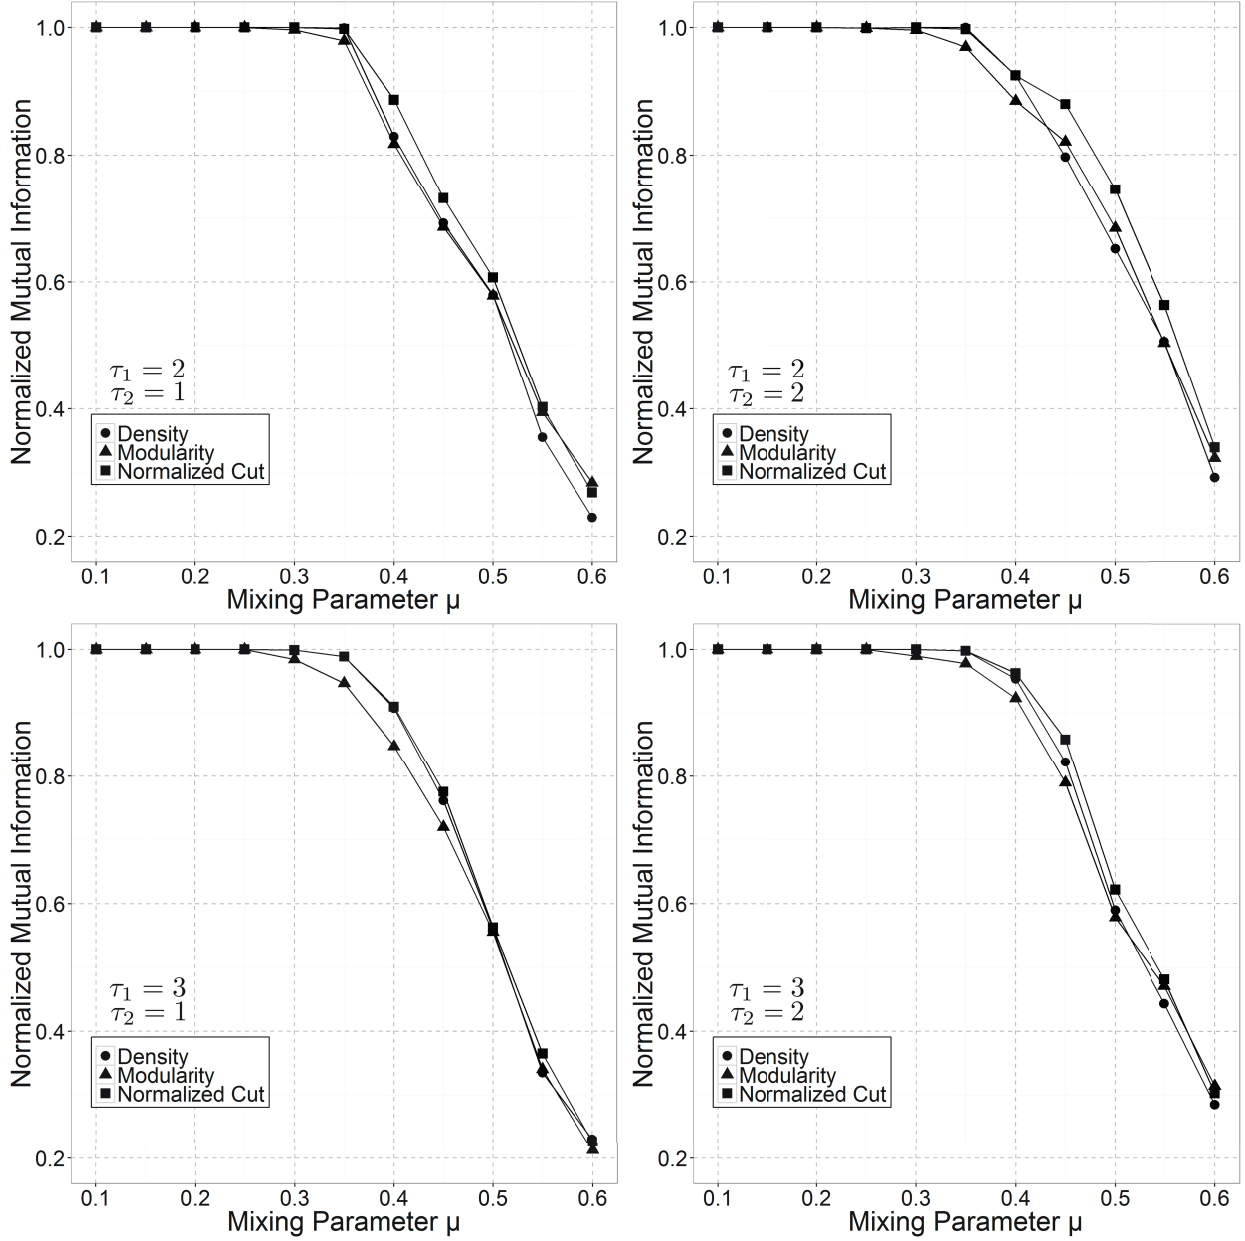 1.0
0.8
0.6
0.4
0.2
Normalized Mutual Information
τ1 = 2
τ2 = 1
Density
Modularity
Normalized Cut
0.1 0.2 0.3 0.4 0.5 0.6
Mixing Parameter μ
1.0
0.8
0.6
0.4
0.2
Normalized Mutual Information
τ1 = 2
τ2 = 2
Density
Modularity
Normalized Cut
0.1 0.2 0.3 0.4 0.5 0.6
Mixing Parameter μ
1.0
0.8
0.6
0.4
0.2
Normalized Mutual Information
τ1 = 3
τ2 = 1
Density
Modularity
Normalized Cut
0.1 0.2 0.3 0.4 0.5 0.6
Mixing Parameter μ
1.0
0.8
0.6
0.4
0.2
Normalized Mutual Information
τ1 = 3
τ2 = 2
Density
Modularity
Normalized Cut
0.1 0.2 0.3 0.4 0.5 0.6
Mixing Parameter μ